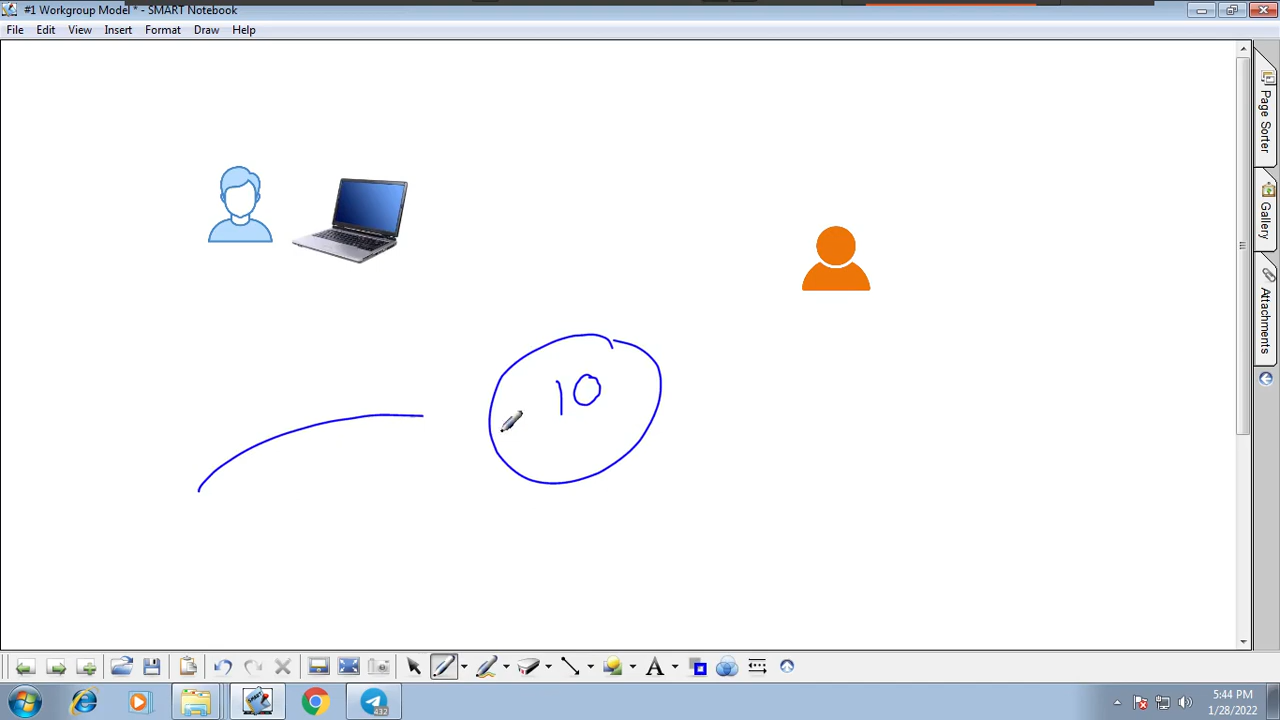 #1 Workgroup Model * - SMART Notebook
File Edit View Insert Format Draw Help
Page Sorter
Gallery
Attachments
10
A
432
5:44 PM
1/28/2022